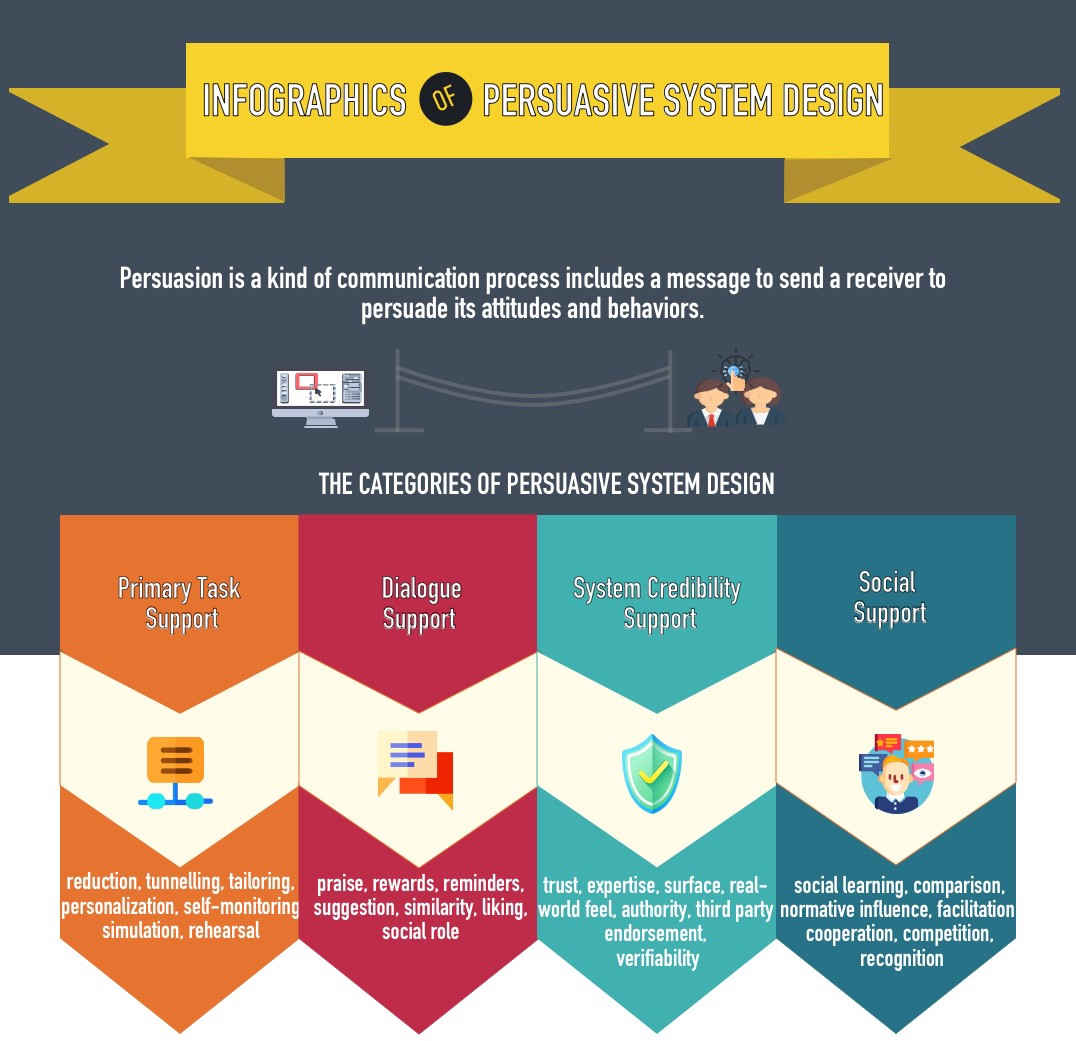 INFOGRAPHICS OF PERSUASIVE SYSTEM DESIGN
Persuasion is a kind of communication process includes a message to send a receiver to
persuade its attitudes and behaviors.
THE CATEGORIES OF PERSUASIVE SYSTEM DESIGN
Primary Task
Support
Dialogue
Support
System Credibility
Support
Social
Support
reduction, tunnelling, tailoring,
personalization, self-monitoring
simulation, rehearsal
praise, rewards, reminders,
suggestion, similarity, liking,
social role
trust, expertise, surface, real-
world feel, authority, third party
endorsement,
verifiability
social learning, comparison,
normative influence, facilitation
cooperation, competition,
recognition